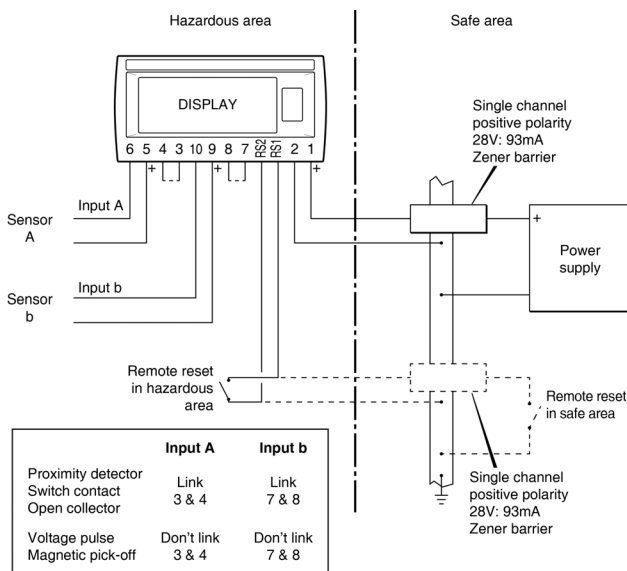 Hazardous area
Safe area
DISPLAY
6 5 4 3 10 9 8 7 RS2 RS1 2 1
+ + +
Single channel
positive polarity
28V: 93mA
Zener barrier
Input A
Sensor
A
+
Power
supply
Input b
Sensor
b
Remote reset
in hazardous
area
Remote reset
in safe area
Single channel
positive polarity
28V: 93mA
Zener barrier
Input A Input b
Proximity detector
Switch contact
Open collector
Link
3 & 4
Link
7 & 8
Voltage pulse
Magnetic pick-off
Don't link
3 & 4
Don't link
7 & 8